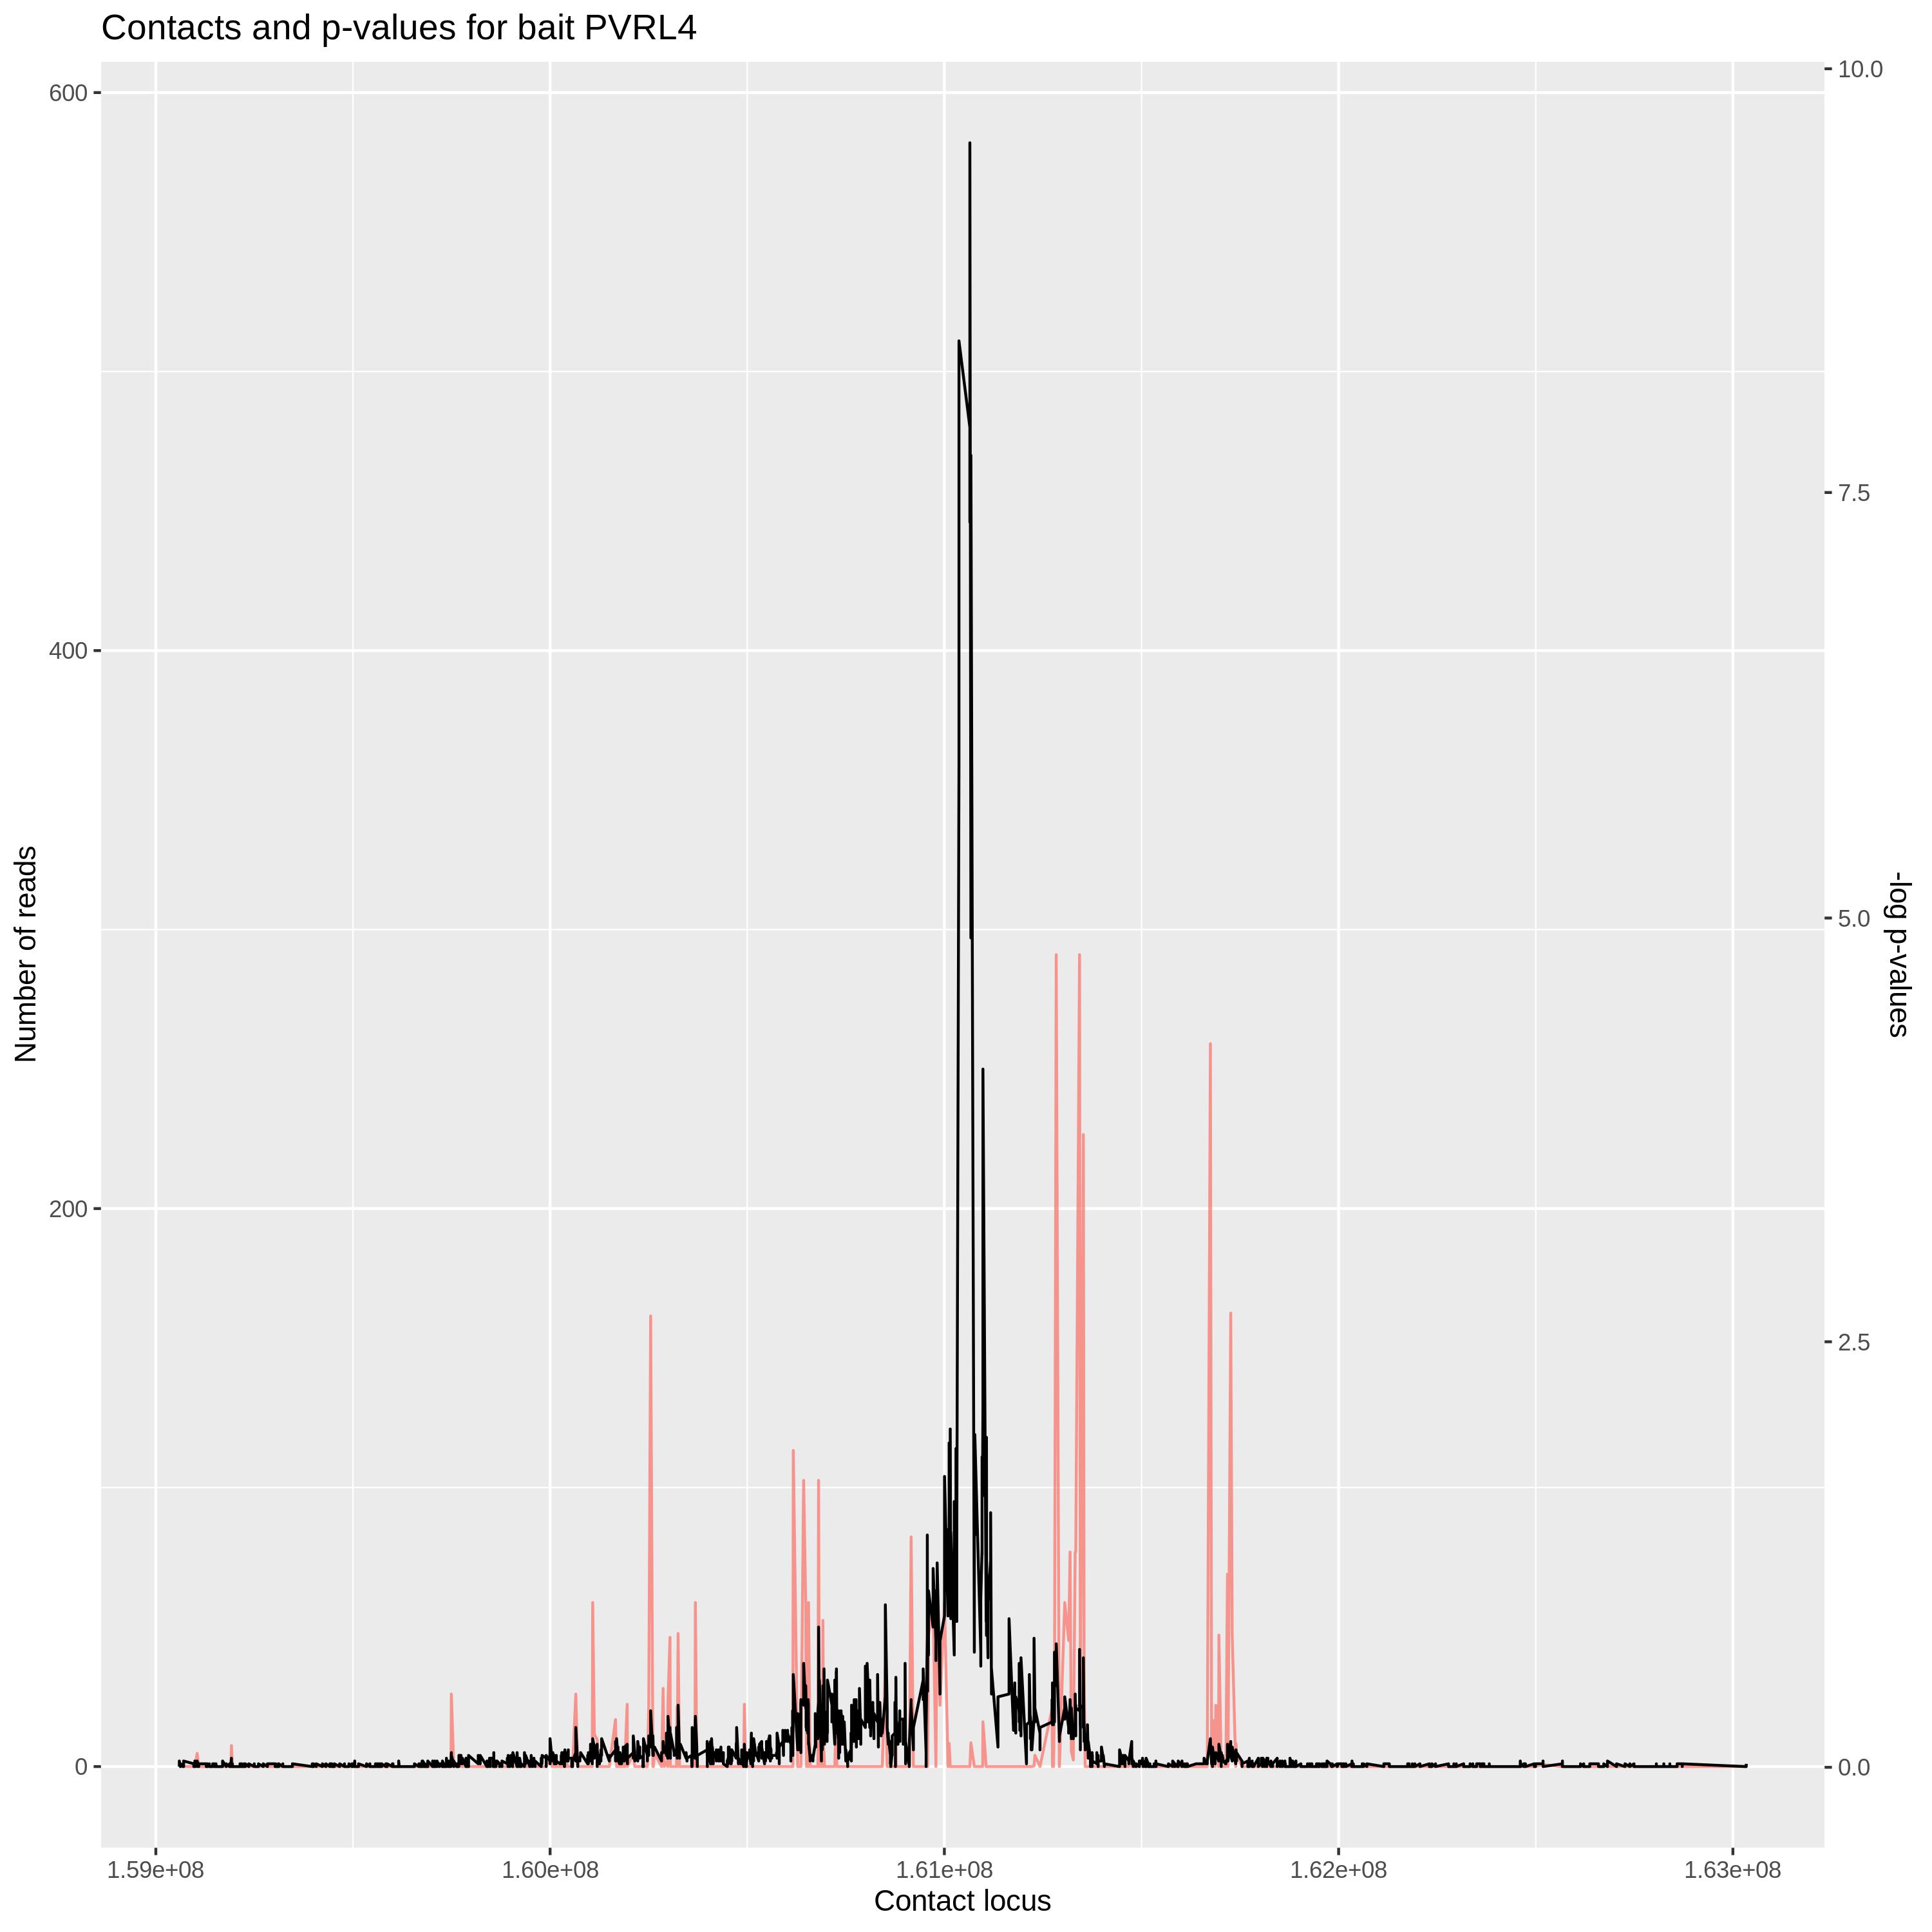 Contacts and p-values for bait PVRL4
600
400
200
0
Number of reads
10.0
7.5
5.0
2.5
0.0
-log p-values
1.59e+08 1.60e+08 1.61e+08 1.62e+08 1.63e+08
Contact locus